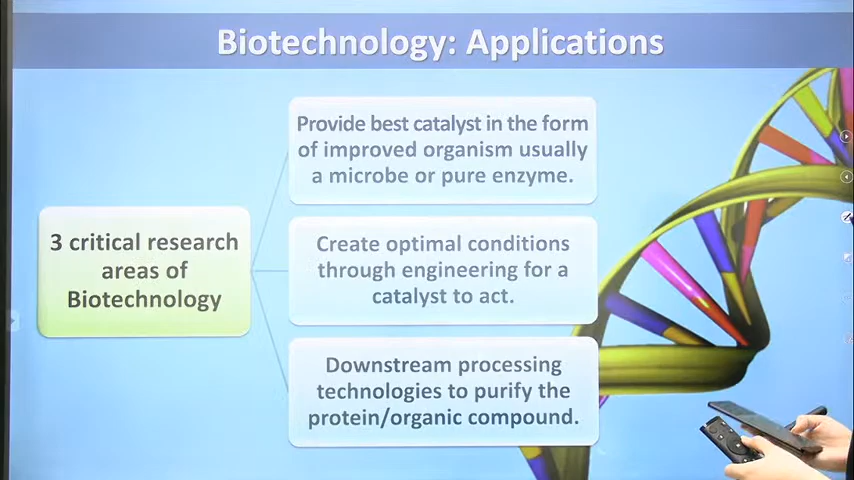 Biotechnology: Applications
Provide best catalyst in the form
of improved organism usually
a microbe or pure enzyme.
3 critical research
areas of
Biotechnology
Create optimal conditions
through engineering for a
catalyst to act.
Downstream processing
technologies to purify the
protein/organic compound.